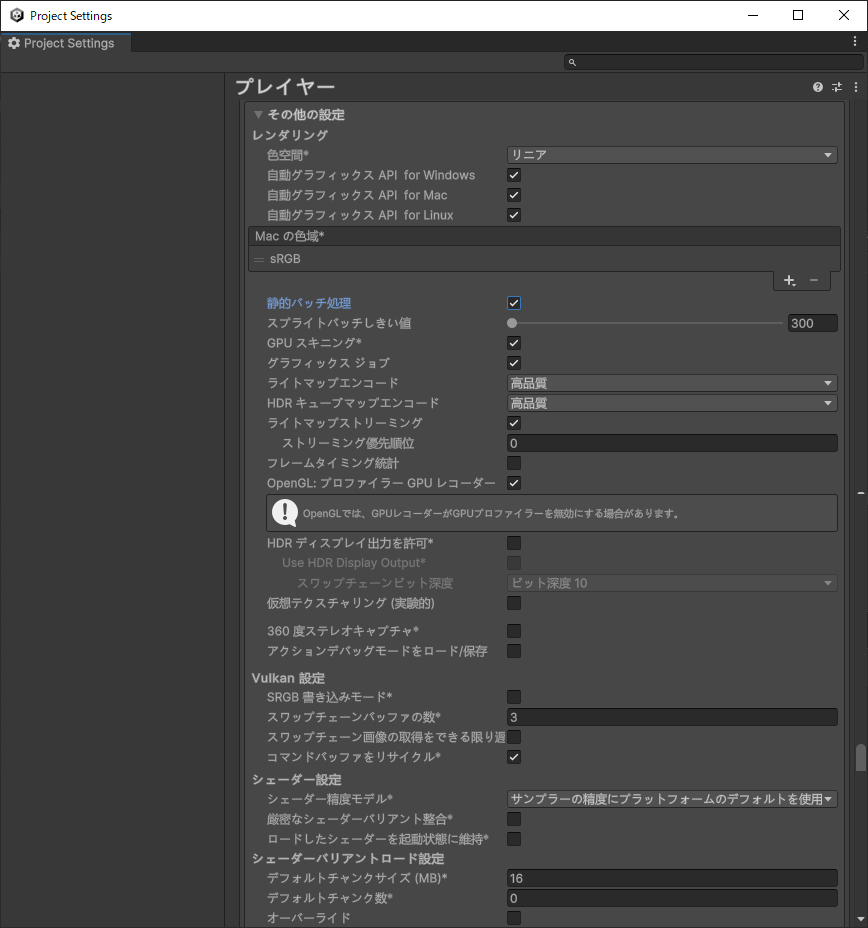 Project Settings
Project Settings
プレイヤー
その他の設定
レンダリング
色空間* リニア
自動グラフィックス API for Windows
自動グラフィックス API for Mac
自動グラフィックス API for Linux
Mac の色域*
sRGB
静的バッチ処理
スプライトバッチしきい値 300
GPU スキニング*
グラフィックス ジョブ
ライトマップエンコード 高品質
HDR キューブマップエンコード 高品質
ライトマップストリーミング
ストリーミング優先順位 0
フレームタイミング統計
OpenGL: プロファイラー GPU レコーダー
OpenGLでは、GPUレコーダーがGPUプロファイラーを無効にする場合があります。
HDR ディスプレイ出力を許可*
Use HDR Display Output*
スワップチェーンビット深度 ビット深度 10
仮想テクスチャリング (実験的)
360 度ステレオキャプチャ*
アクションデバッグモードをロード/保存
Vulkan 設定
SRGB 書き込みモード*
スワップチェーンバッファの数* 3
スワップチェーン画像の取得をできる限り遅
コマンドバッファをリサイクル*
シェーダー設定
シェーダー精度モデル* サンプラーの精度にプラットフォームのデフォルトを使用
厳密なシェーダーバリアント整合*
ロードしたシェーダーを起動状態に維持*
シェーダーバリアントロード設定
デフォルトチャンクサイズ (MB)* 16
デフォルトチャンク数* 0
オーバーライド